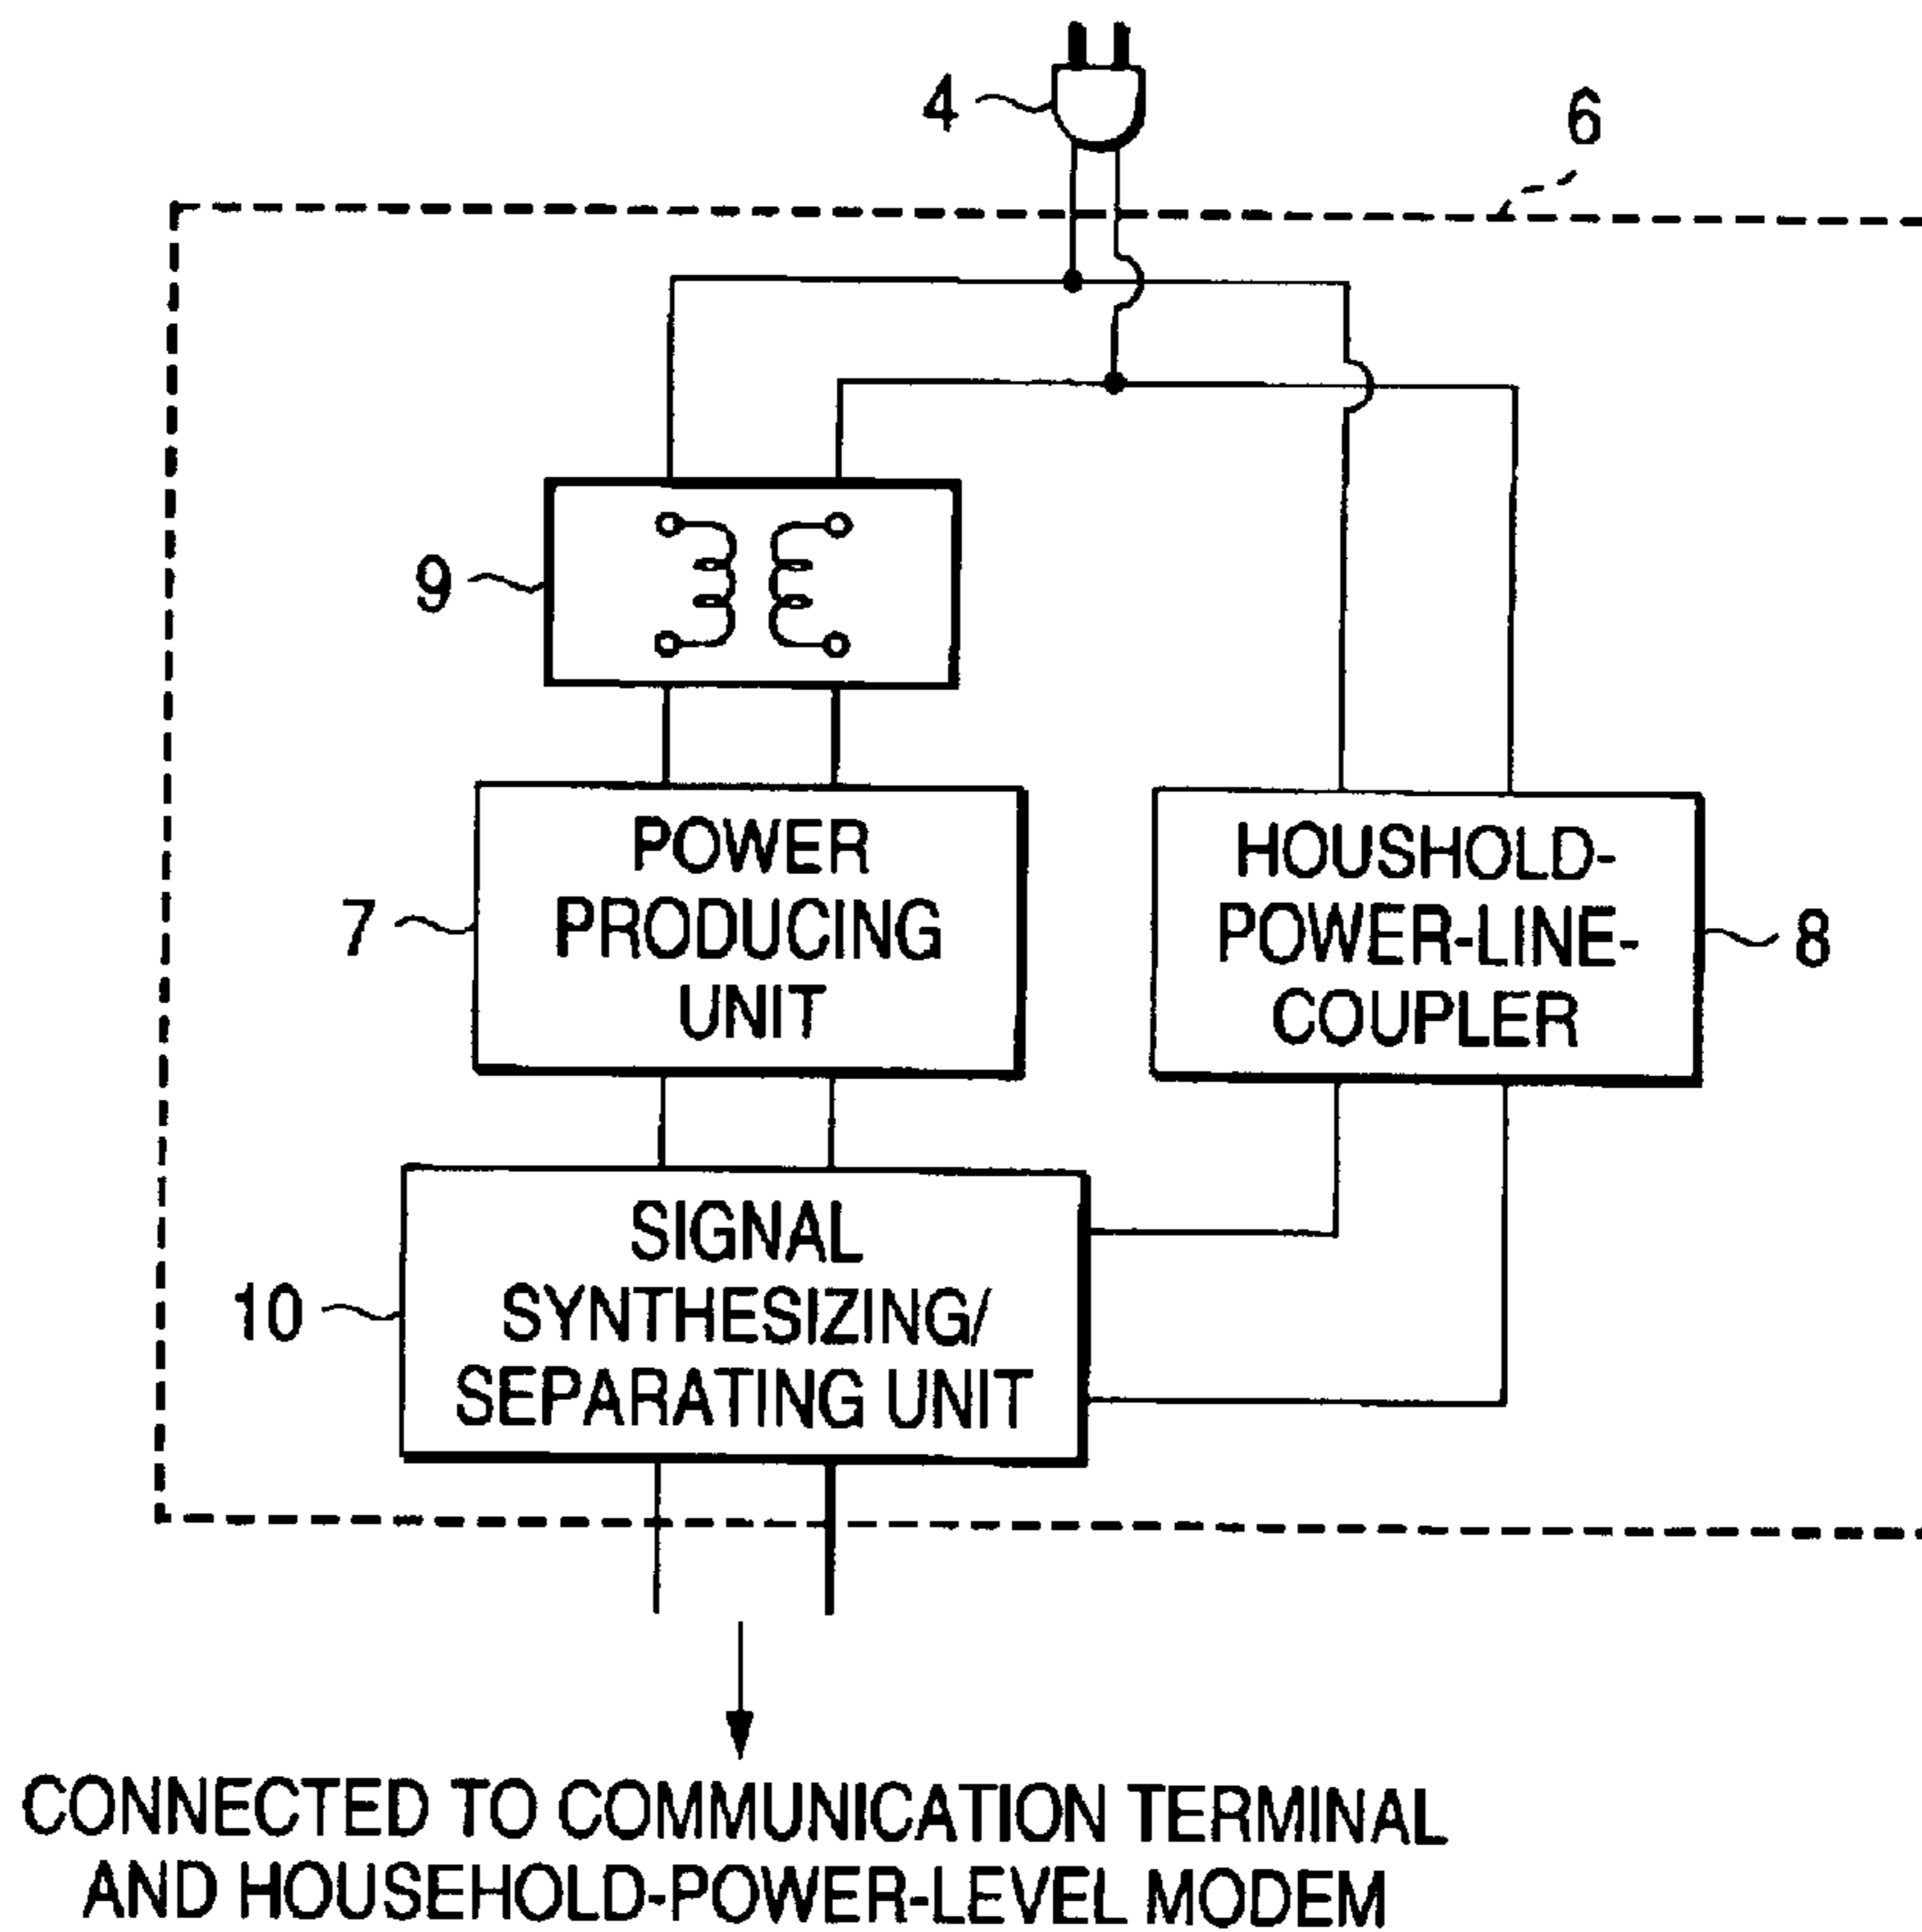 4
6
9
POWER
PRODUCING
UNIT
7
HOUSHOLD-
POWER-LINE-
COUPLER
8
SIGNAL
SYNTHESIZING/
SEPARATING UNIT
10
CONNECTED TO COMMUNICATION TERMINAL
AND HOUSEHOLD-POWER-LEVEL MODEM